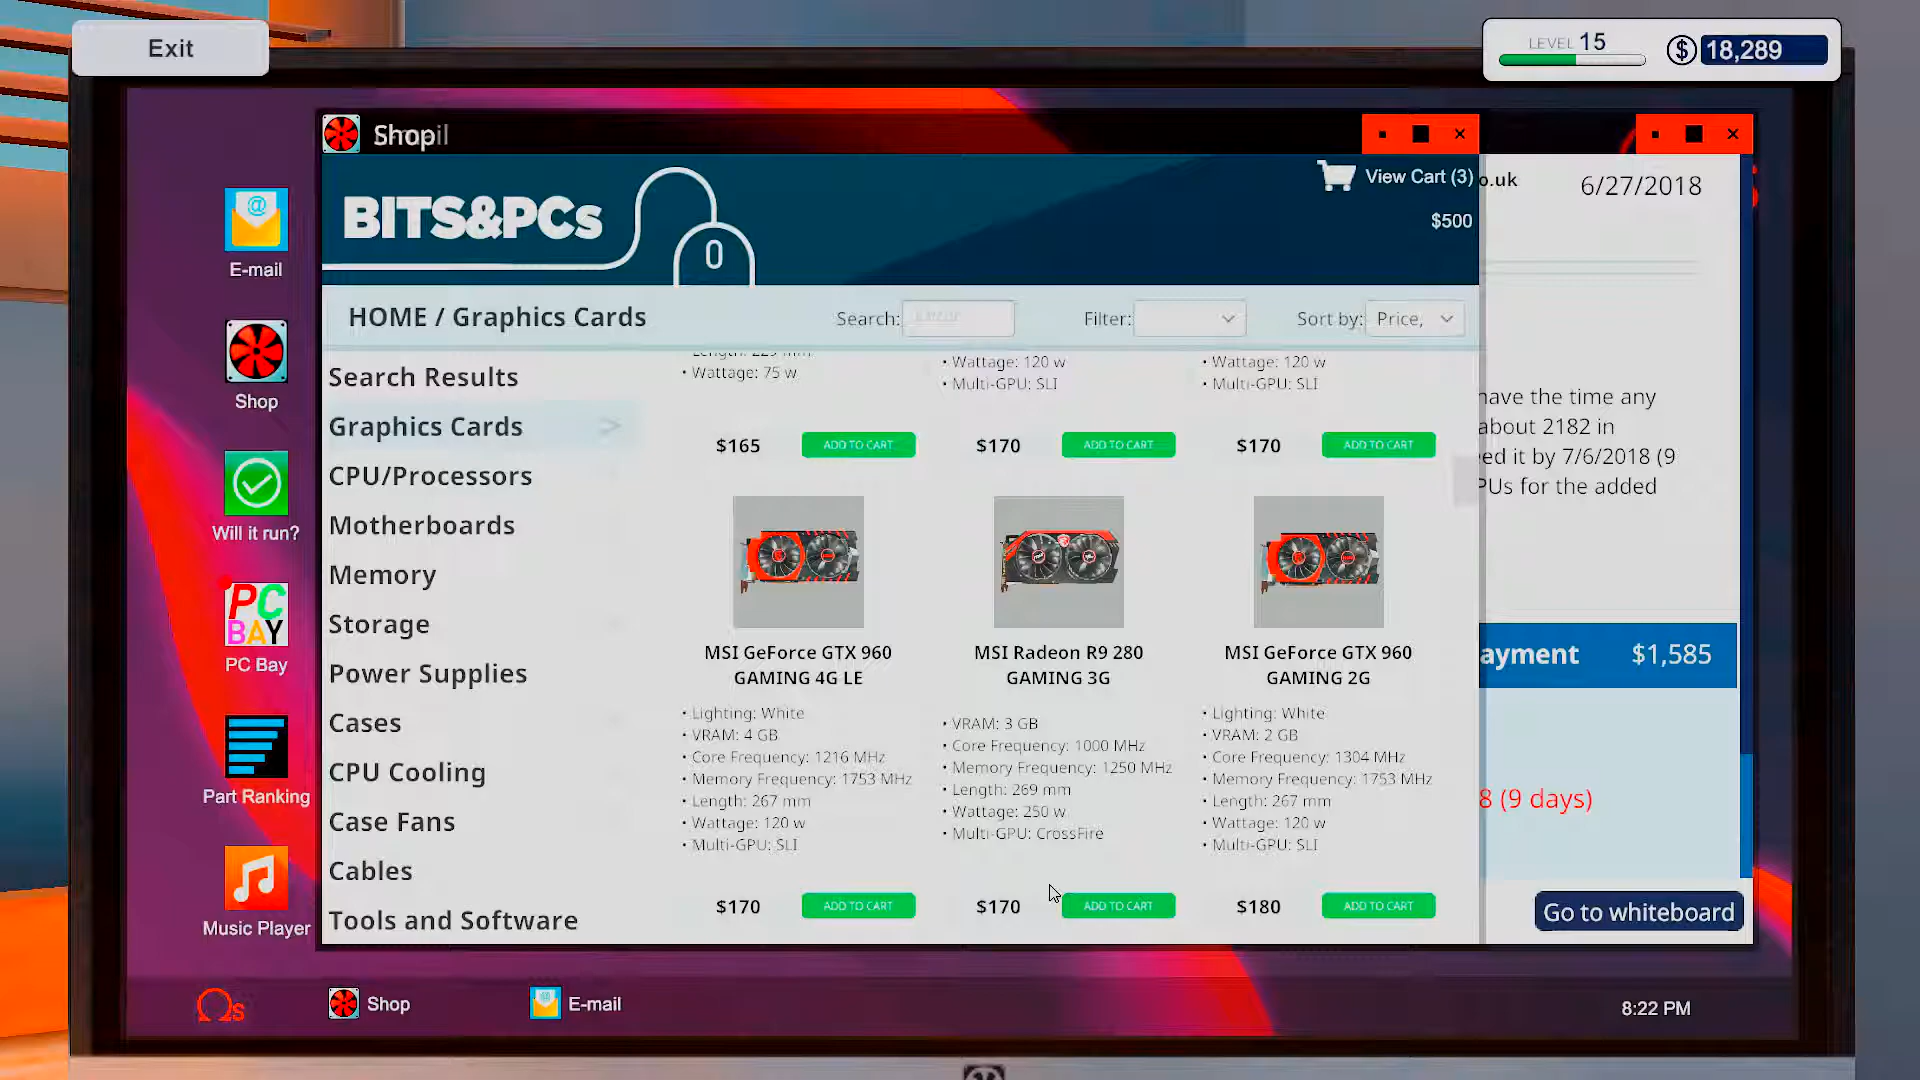 Exit
LEVEL 15
$ 18,289
Shop
View Cart (3)
$500
BITS&PCs
o.uk
6/27/2018
HOME / Graphics Cards
Search:
Filter:
Sort by: Price,
E-mail
Shop
Will it run?
PC BAY
PC Bay
Part Ranking
Music Player
Search Results
Graphics Cards >
CPU/Processors
Motherboards
Memory
Storage
Power Supplies
Cases
CPU Cooling
Case Fans
Cables
Tools and Software
Length: 229 mm
• Wattage: 75 w
$165 ADD TO CART
• Wattage: 120 w
• Multi-GPU: SLI
$170 ADD TO CART
• Wattage: 120 w
• Multi-GPU: SLI
$170 ADD TO CART
MSI GeForce GTX 960
GAMING 4G LE
• Lighting: White
• VRAM: 4 GB
• Core Frequency: 1216 MHz
• Memory Frequency: 1753 MHz
• Length: 267 mm
• Wattage: 120 w
• Multi-GPU: SLI
$170 ADD TO CART
MSI Radeon R9 280
GAMING 3G
• VRAM: 3 GB
• Core Frequency: 1000 MHz
• Memory Frequency: 1250 MHz
• Length: 269 mm
• Wattage: 250 w
• Multi-GPU: CrossFire
$170 ADD TO CART
MSI GeForce GTX 960
GAMING 2G
• Lighting: White
• VRAM: 2 GB
• Core Frequency: 1304 MHz
• Memory Frequency: 1753 MHz
• Length: 267 mm
• Wattage: 120 w
• Multi-GPU: SLI
$180 ADD TO CART
have the time any
about 2182 in
ed it by 7/6/2018 (9
PUs for the added
ayment $1,585
8 (9 days)
Go to whiteboard
Ωs
Shop
E-mail
8:22 PM